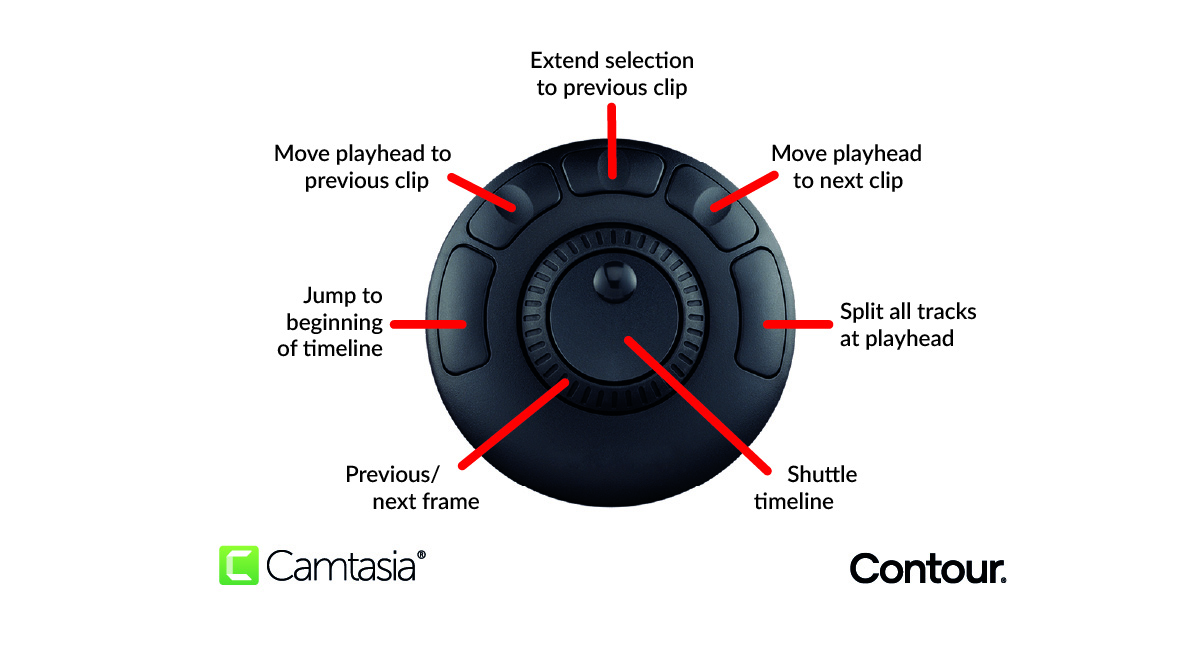 Extend selection
to previous clip
Move playhead to
previous clip
Move playhead
to next clip
Jump to
beginning
of timeline
Split all tracks
at playhead
Previous/
next frame
Shuttle
timeline
Camtasia®
Contour.